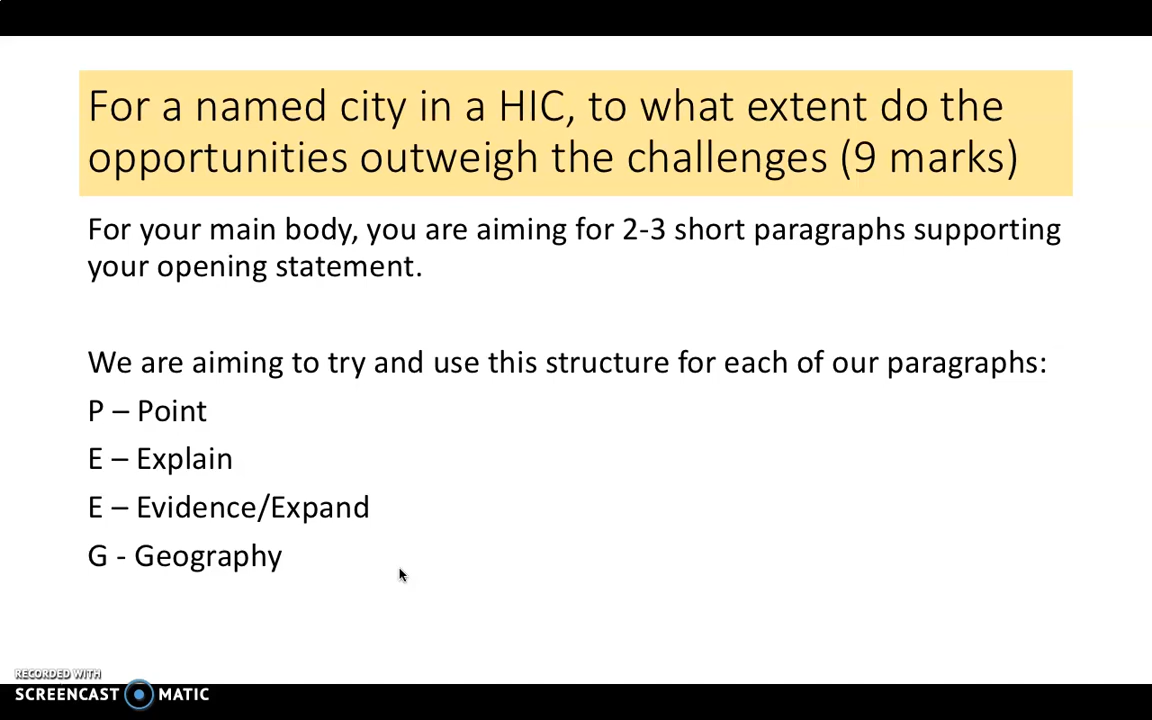 For a named city in a HIC, to what extent do the
opportunities outweigh the challenges (9 marks)
For your main body, you are aiming for 2-3 short paragraphs supporting
your opening statement.
We are aiming to try and use this structure for each of our paragraphs:
P – Point
E – Explain
E – Evidence/Expand
G - Geography
RECORDED WITH
SCREENCAST MATIC